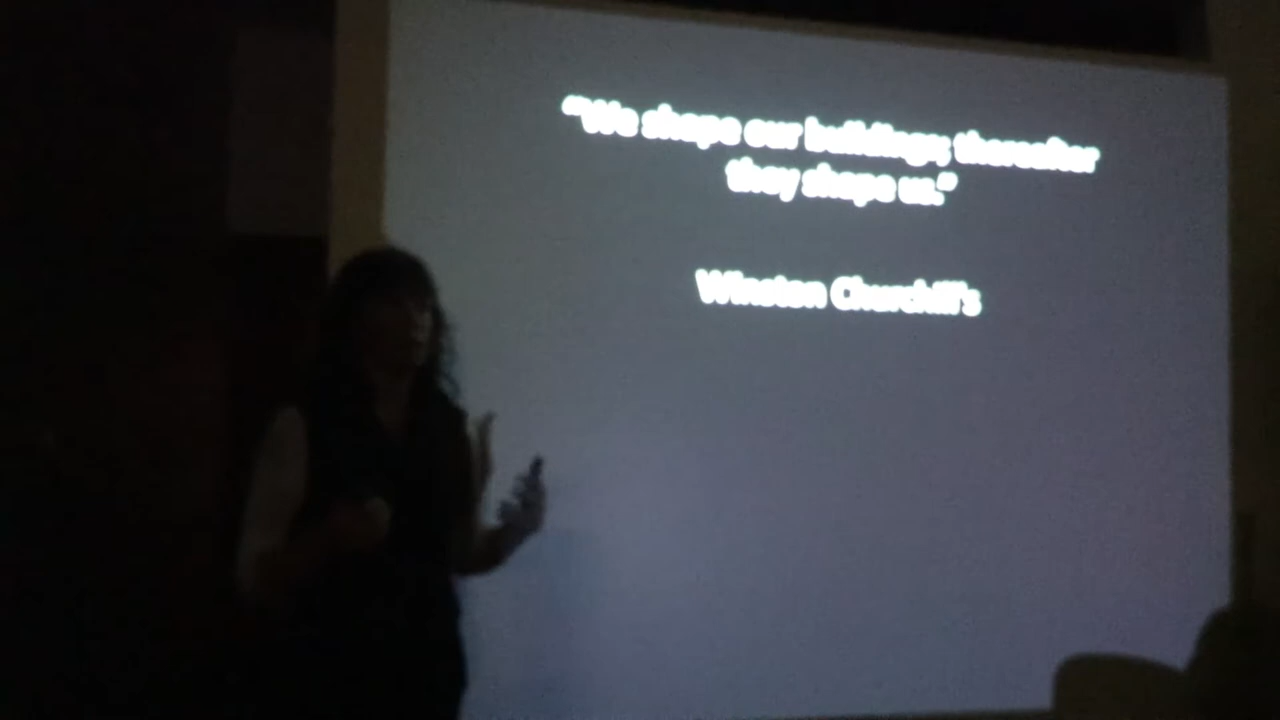 “We shape our buildings; thereafter
they shape us.”
Winston Churchill's